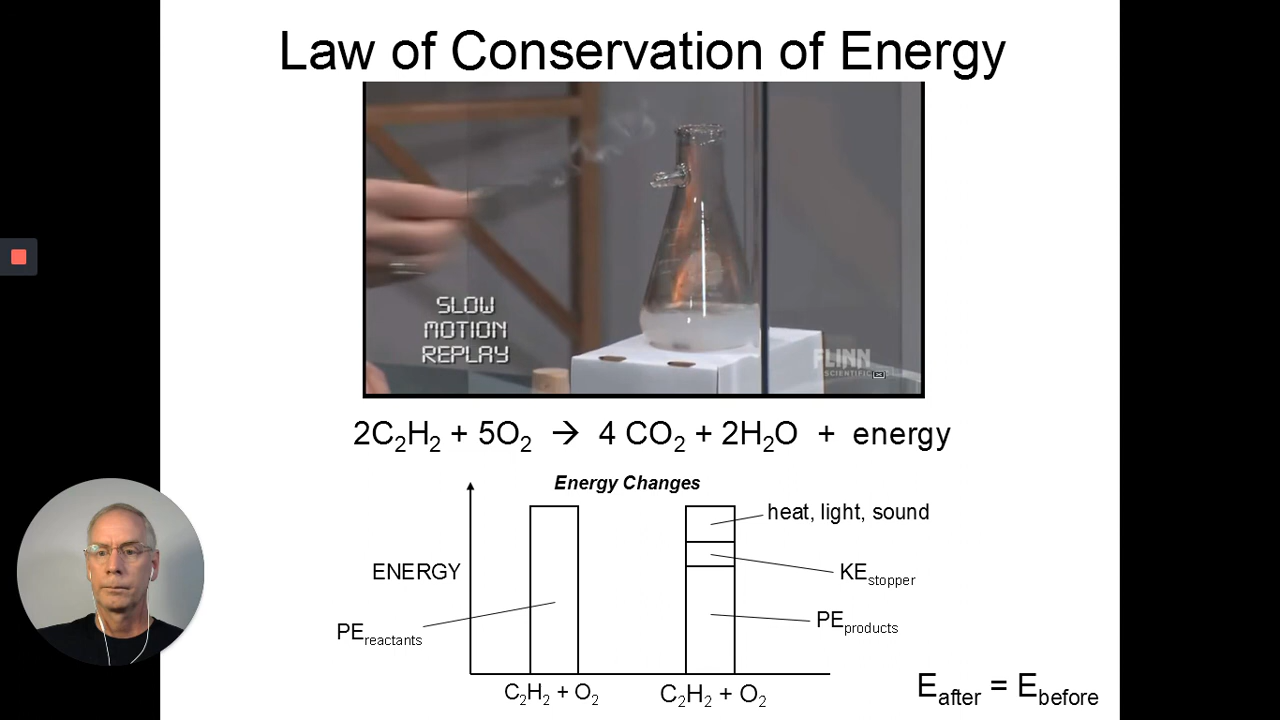 Law of Conservation of Energy
SLOW
MOTION
REPLAY
FLINN
SCIENTIFIC
2C₂H₂ + 5O₂ → 4 CO₂ + 2H₂O + energy
Energy Changes
heat, light, sound
ENERGY
KEstopper
PEreactants
PEproducts
C₂H₂ + O₂
C₂H₂ + O₂
Eafter = Ebefore